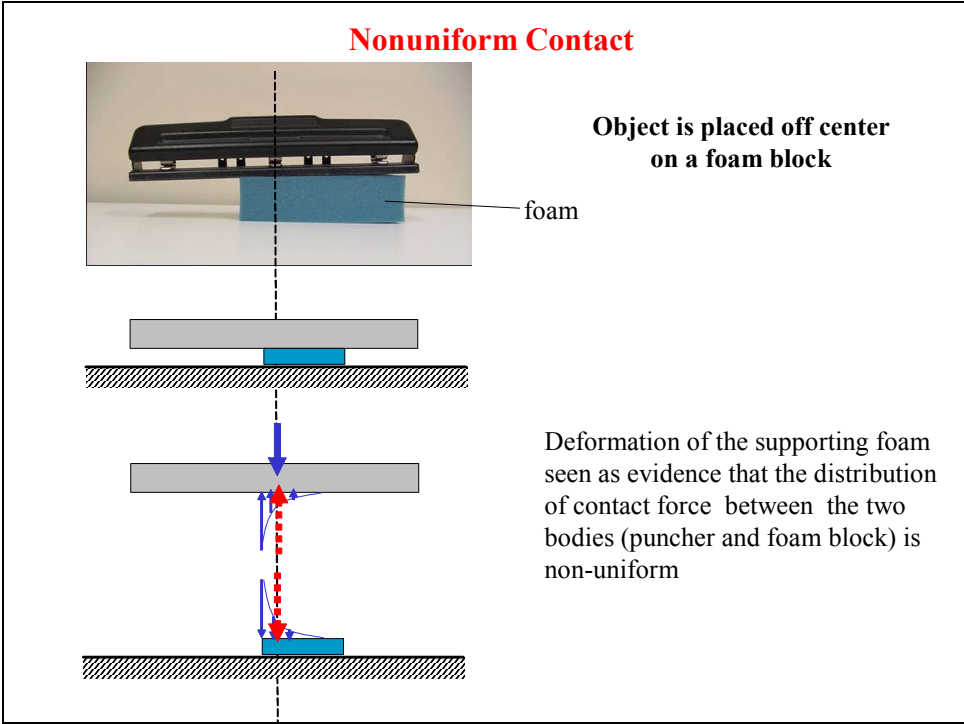 Nonuniform Contact
Object is placed off center
on a foam block
foam
Deformation of the supporting foam
seen as evidence that the distribution
of contact force between the two
bodies (puncher and foam block) is
non-uniform